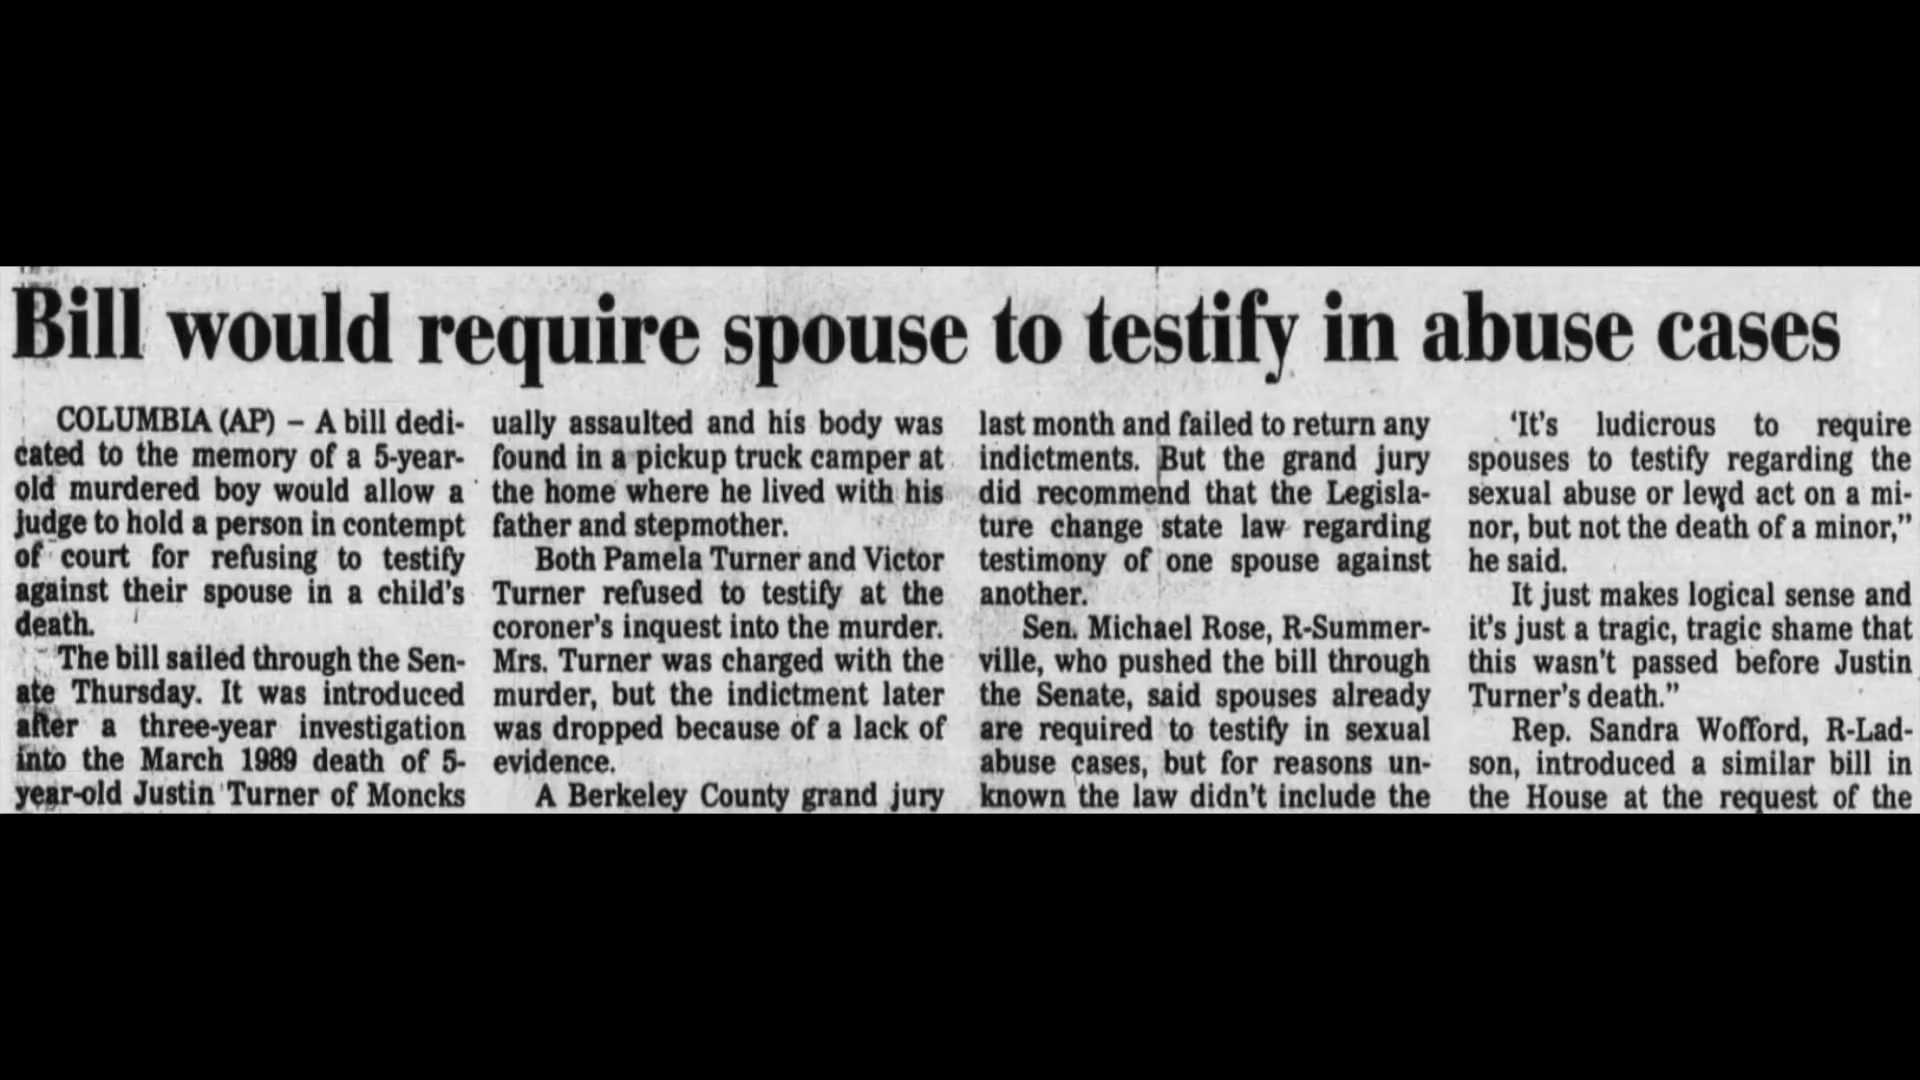 Bill would require spouse to testify in abuse cases
COLUMBIA (AP) – A bill dedi-
cated to the memory of a 5-year-
old murdered boy would allow a
judge to hold a person in contempt
of court for refusing to testify
against their spouse in a child's
death.
The bill sailed through the Sen-
ate Thursday. It was introduced
after a three-year investigation
into the March 1989 death of 5-
year-old Justin Turner of Moncks
ually assaulted and his body was
found in a pickup truck camper at
the home where he lived with his
father and stepmother.
Both Pamela Turner and Victor
Turner refused to testify at the
coroner's inquest into the murder.
Mrs. Turner was charged with the
murder, but the indictment later
was dropped because of a lack of
evidence.
A Berkeley County grand jury
last month and failed to return any
indictments. But the grand jury
did recommend that the Legisla-
ture change state law regarding
testimony of one spouse against
another.
Sen. Michael Rose, R-Summer-
ville, who pushed the bill through
the Senate, said spouses already
are required to testify in sexual
abuse cases, but for reasons un-
known the law didn't include the
'It's ludicrous to require
spouses to testify regarding the
sexual abuse or lewd act on a mi-
nor, but not the death of a minor,"
he said.
It just makes logical sense and
it's just a tragic, tragic shame that
this wasn't passed before Justin
Turner's death."
Rep. Sandra Wofford, R-Lad-
son, introduced a similar bill in
the House at the request of the